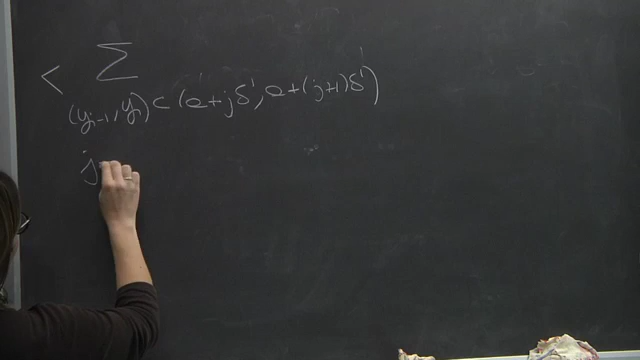 < Σ
(y_{i-1}, y_i) ⊂ (a+jδ', a+(j+1)δ')
j